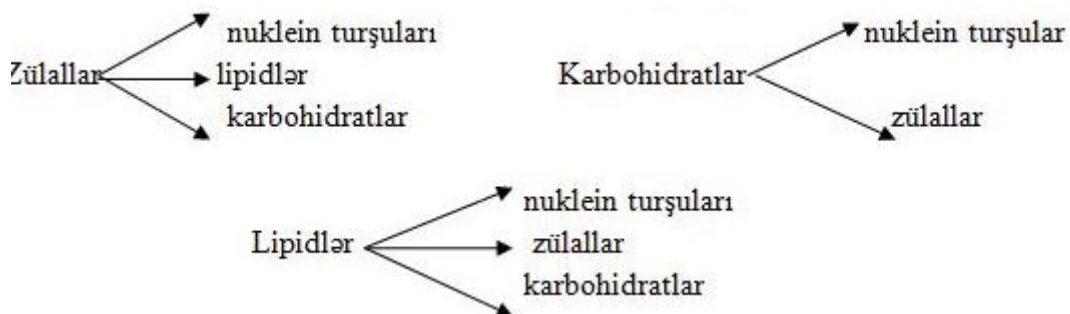 Zülallar
nuklein turşuları
lipidlər
karbohidratlar
Karbohidratlar
nuklein turşular
zülallar
Lipidlər
nuklein turşuları
zülallar
karbohidratlar